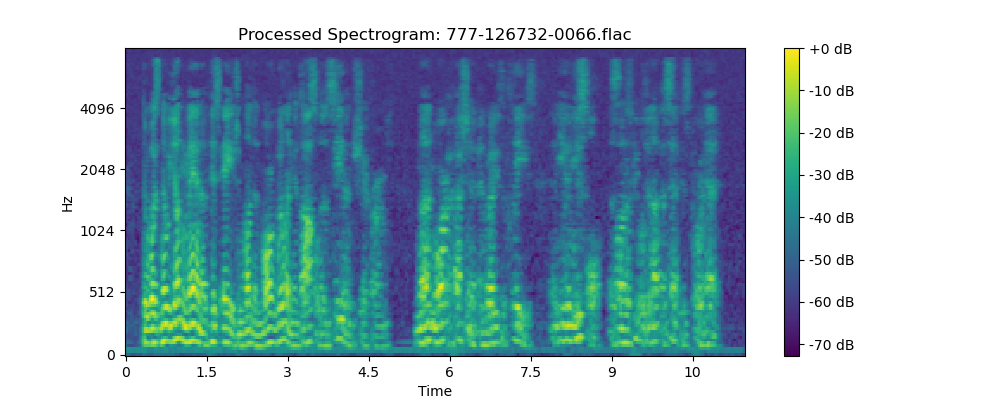 Processed Spectrogram: 777-126732-0066.flac
+0 dB
4096
-10 dB
-20 dB
2048
-30 dB
Hz
1024
-40 dB
-50 dB
512
-60 dB
0
-70 dB
0 1.5 3 4.5 6 7.5 9 10
Time